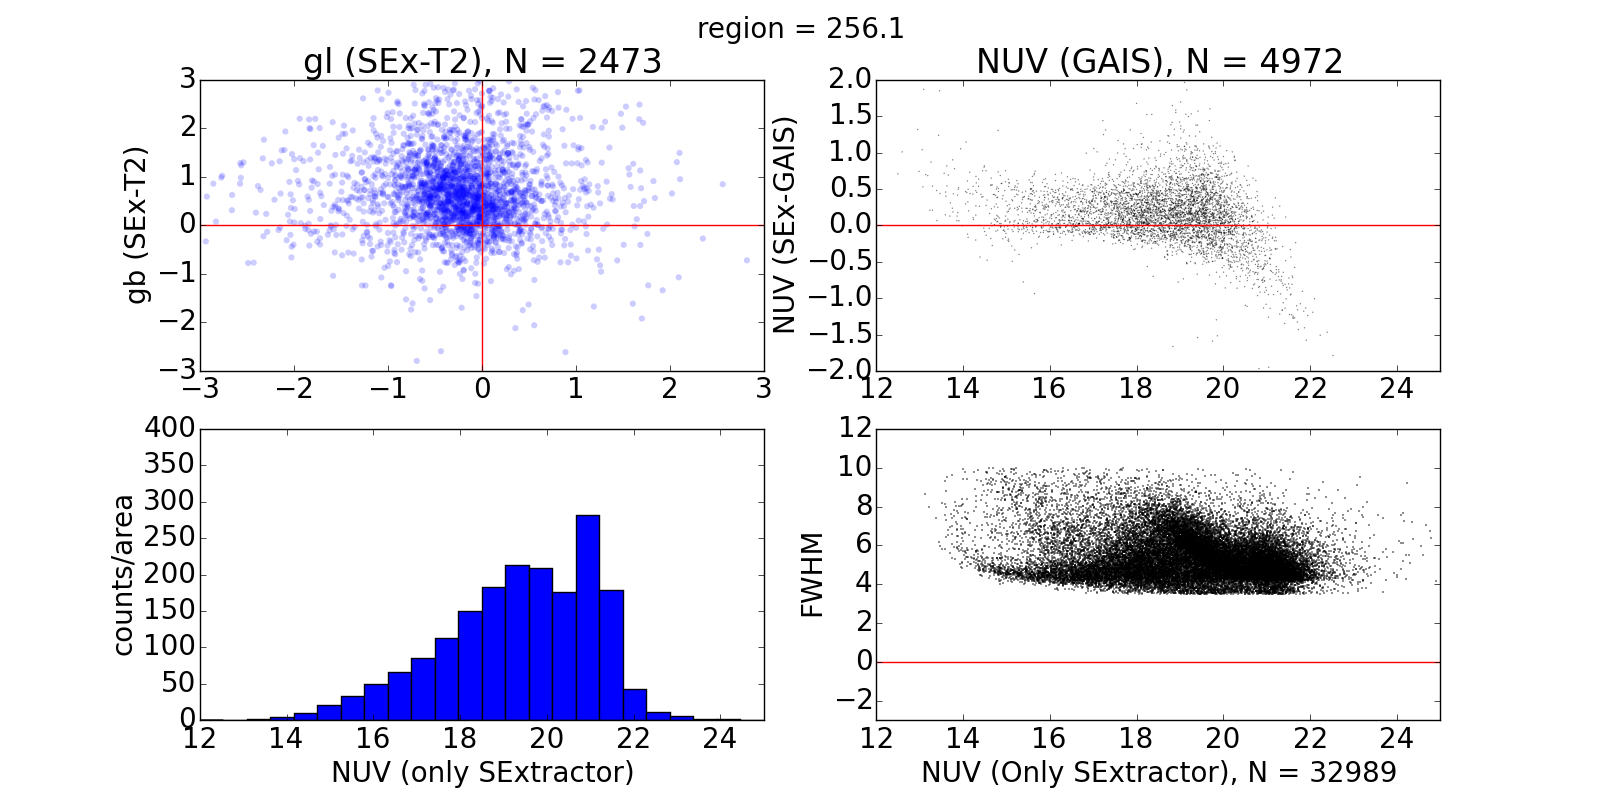 region = 256.1
gl (SEx-T2), N = 2473
NUV (GAIS), N = 4972
3
2
1
0
−1
−2
−3
gb (SEx-T2)
−3 −2 −1 0 1 2 3
2.0
1.5
1.0
0.5
0.0
−0.5
−1.0
−1.5
−2.0
NUV (SEx-GAIS)
12 14 16 18 20 22 24
400
350
300
250
200
150
100
50
0
counts/area
12 14 16 18 20 22 24
NUV (only SExtractor)
12
10
8
6
4
2
0
−2
FWHM
12 14 16 18 20 22 24
NUV (Only SExtractor), N = 32989